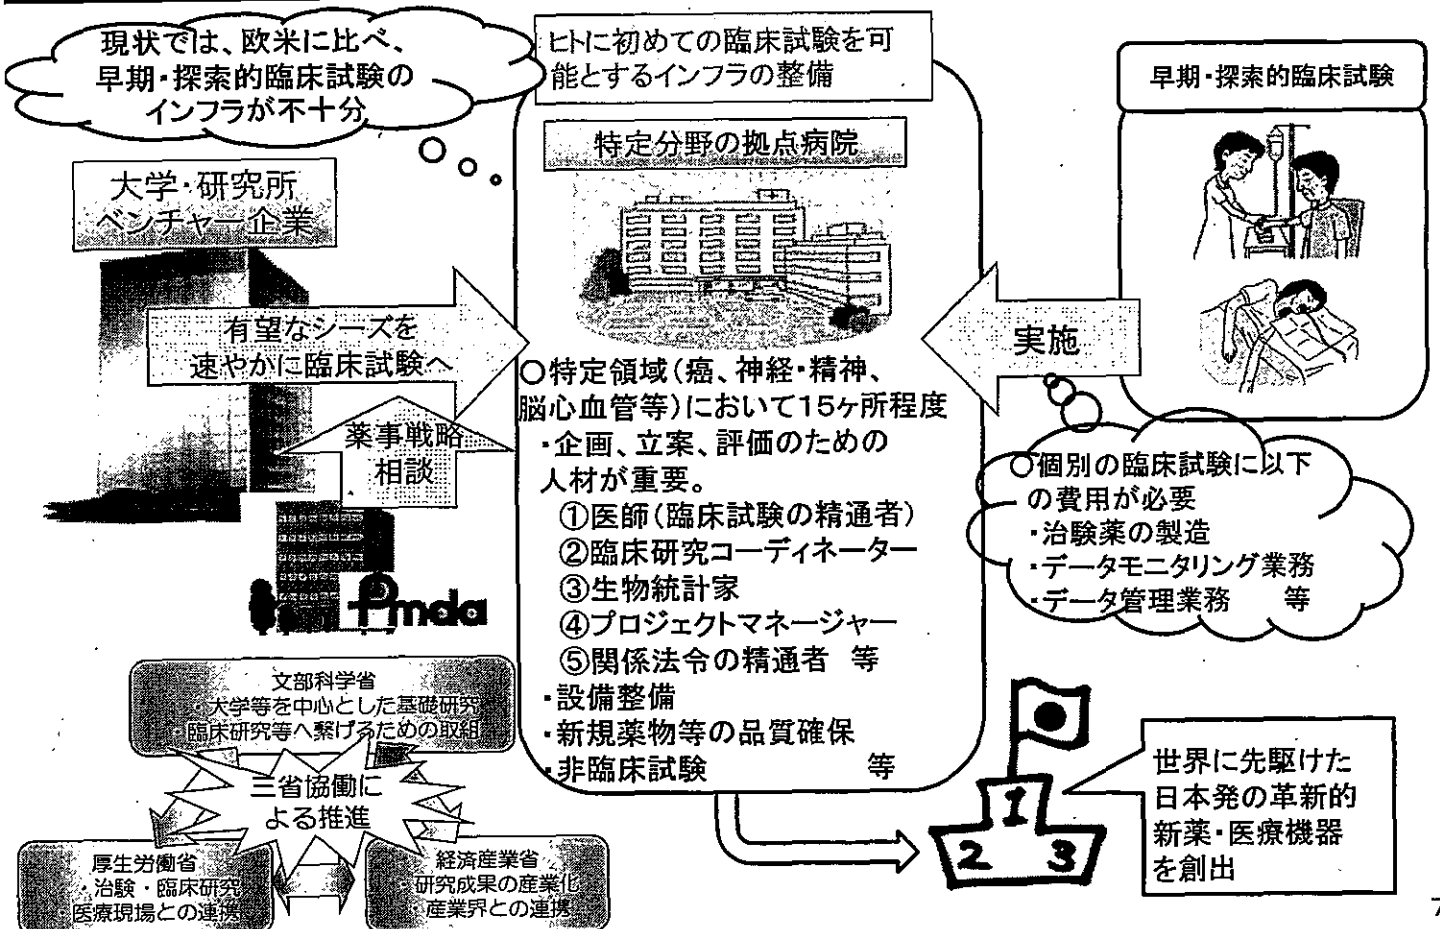 現状では、欧米に比べ、
早期・探索的臨床試験の
インフラが不十分
ヒトに初めての臨床試験を可
能とするインフラの整備
早期・探索的臨床試験
特定分野の拠点病院
大学・研究所
ベンチャー企業
有望なシーズを
速やかに臨床試験へ
実施
薬事戦略
相談
○特定領域(癌、神経・精神、
脳心血管等)において15ヶ所程度
・企画、立案、評価のための
人材が重要。
①医師(臨床試験の精通者)
②臨床研究コーディネーター
③生物統計家
④プロジェクトマネージャー
⑤関係法令の精通者 等
・設備整備
・新規薬物等の品質確保
・非臨床試験 等
○個別の臨床試験に以下
の費用が必要
・治験薬の製造
・データモニタリング業務
・データ管理業務 等
pmda
文部科学省
・大学等を中心とした基礎研究
・臨床研究等へ繋げるための取組
三省協働に
よる推進
厚生労働省
・治験・臨床研究
・医療現場との連携
経済産業省
・研究成果の産業化
・産業界との連携
1
2 3
世界に先駆けた
日本発の革新的
新薬・医療機器
を創出
7